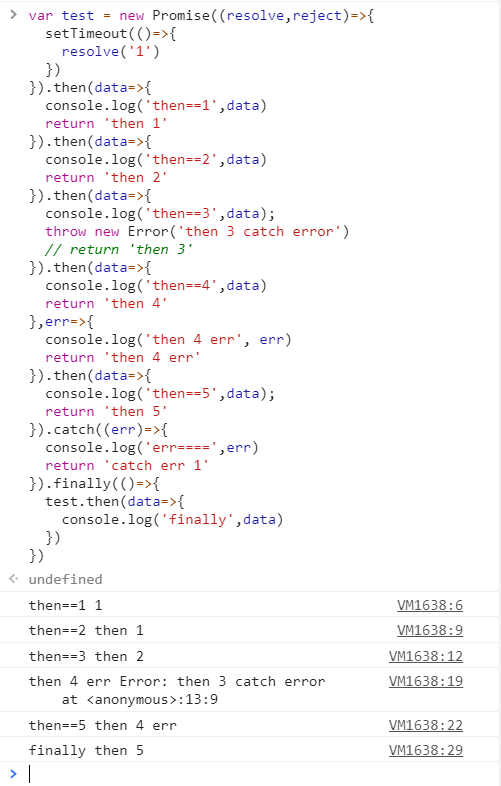 > var test = new Promise((resolve,reject)=>{
    setTimeout(()=>{
      resolve('1')
    })
  }).then(data=>{
    console.log('then==1',data)
    return 'then 1'
  }).then(data=>{
    console.log('then==2',data)
    return 'then 2'
  }).then(data=>{
    console.log('then==3',data);
    throw new Error('then 3 catch error')
    // return 'then 3'
  }).then(data=>{
    console.log('then==4',data)
    return 'then 4'
  },err=>{
    console.log('then 4 err', err)
    return 'then 4 err'
  }).then(data=>{
    console.log('then==5',data);
    return 'then 5'
  }).catch((err)=>{
    console.log('err====',err)
    return 'catch err 1'
  }).finally(()=>{
    test.then(data=>{
      console.log('finally',data)
    })
  })
undefined
then==1 1 VM1638:6
then==2 then 1 VM1638:9
then==3 then 2 VM1638:12
then 4 err Error: then 3 catch error VM1638:19
    at <anonymous>:13:9
then==5 then 4 err VM1638:22
finally then 5 VM1638:29
>